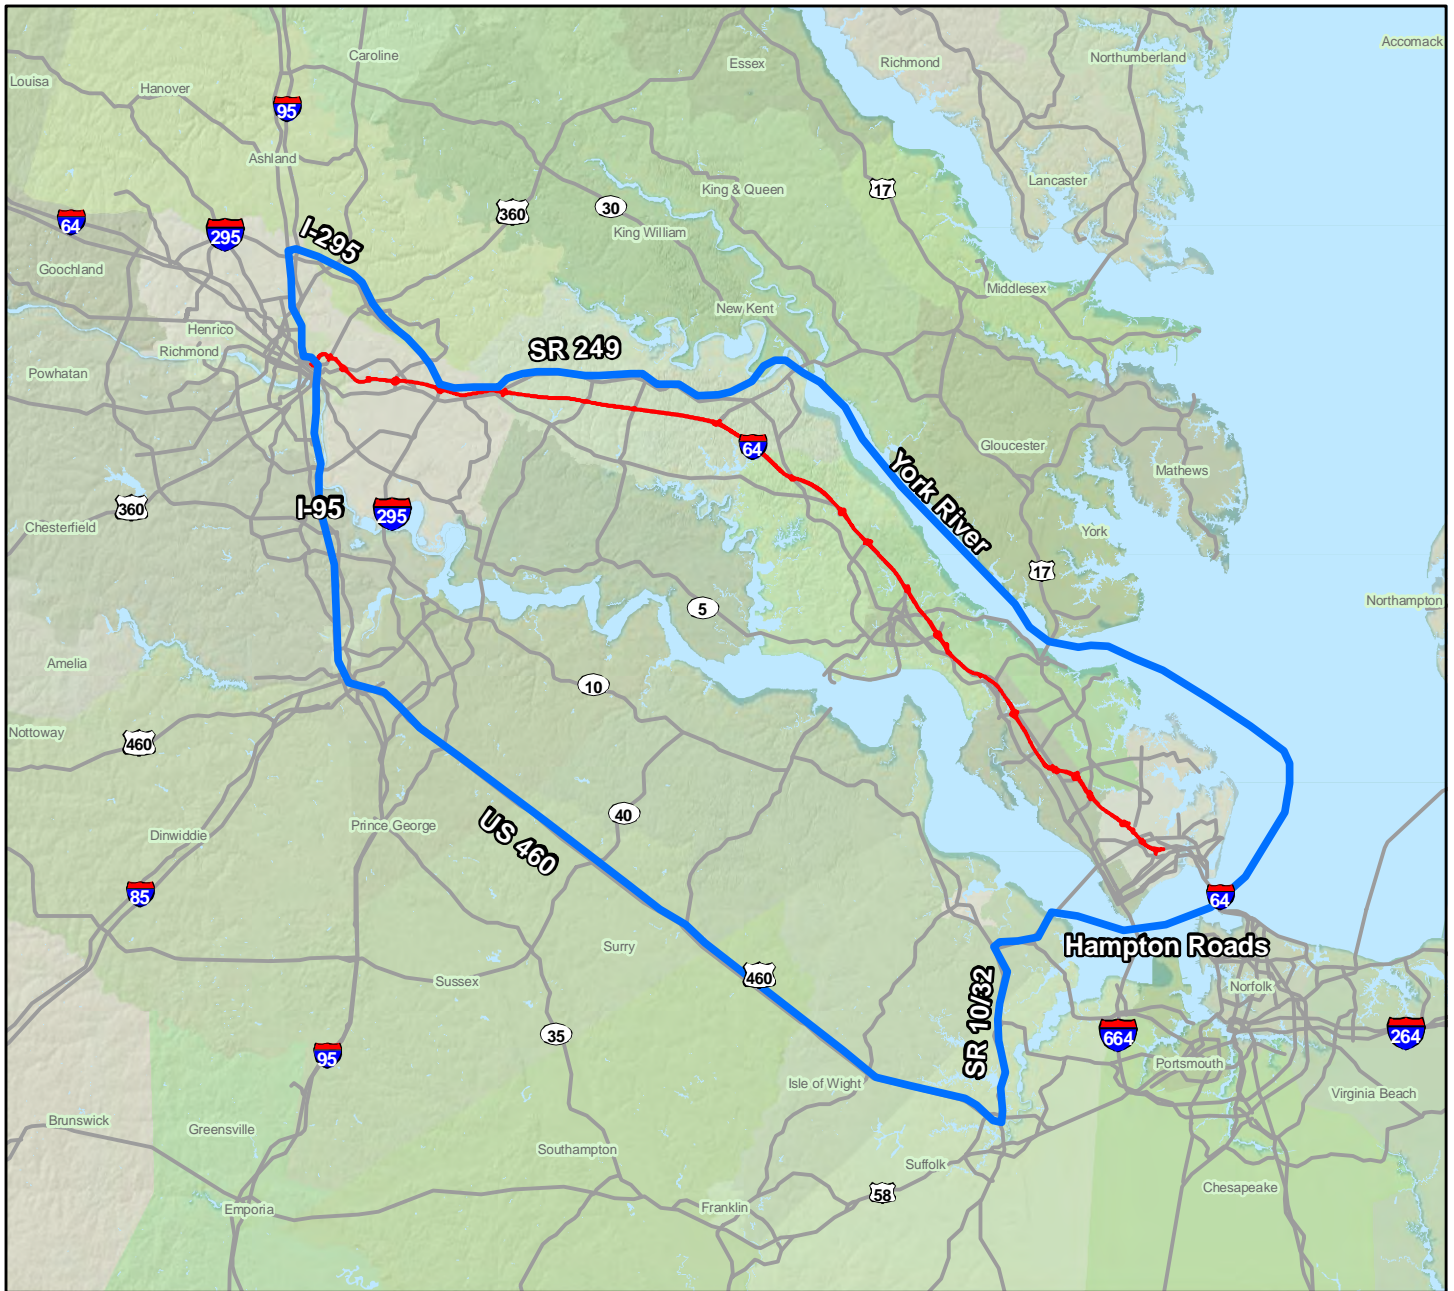 Accomack
Caroline
Northumberland
Essex
Richmond
Louisa
Hanover
95
Ashland
Lancaster
King & Queen
17
30
360
64
295
I-295
King William
Goochland
Middlesex
New Kent
Henrico
SR 249
Richmond
Powhatan
64
Gloucester
Mathews
York River
360
I-95
295
Chesterfield
York
17
Northampton
5
Amelia
10
Nottoway
460
40
Prince George
Dinwiddie
US 460
85
64
Surry
Hampton Roads
460
Sussex
Norfolk
SR 10/32
35
664
264
95
Portsmouth
Isle of Wight
Virginia Beach
Brunswick
Greensville
Southampton
Suffolk
58
Chesapeake
Franklin
Emporia